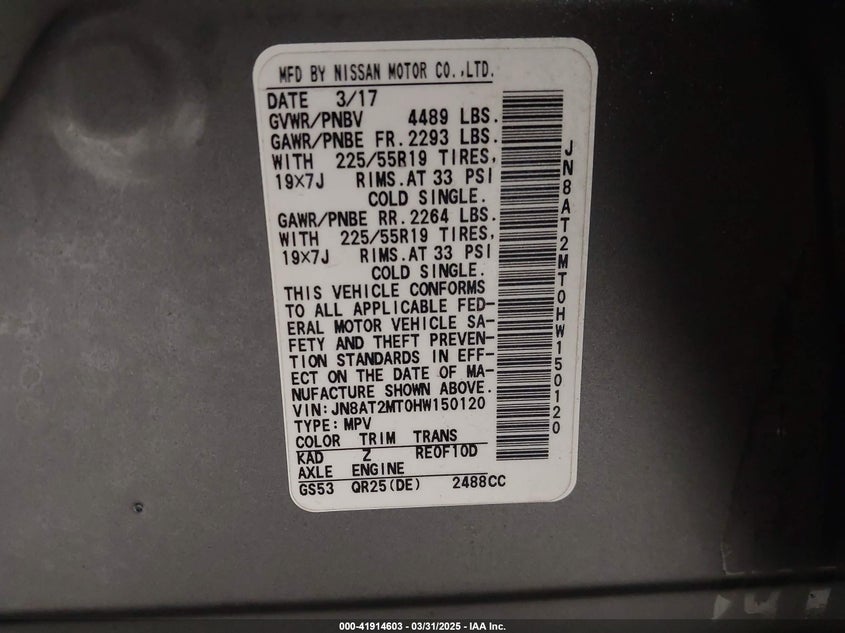 MFD BY NISSAN MOTOR CO.,LTD.
DATE 3/17
GVWR/PNBV 4489 LBS.
GAWR/PNBE FR. 2293 LBS.
WITH 225/55R19 TIRES,
19×7J RIMS. AT 33 PSI
COLD SINGLE.
GAWR/PNBE RR. 2264 LBS.
WITH 225/55R19 TIRES,
19×7J RIMS. AT 33 PSI
COLD SINGLE.
THIS VEHICLE CONFORMS
TO ALL APPLICABLE FED-
ERAL MOTOR VEHICLE SA-
FETY AND THEFT PREVEN-
TION STANDARDS IN EFF-
ECT ON THE DATE OF MA-
NUFACTURE SHOWN ABOVE.
VIN:JN8AT2MT0HW150120
TYPE:MPV
COLOR TRIM TRANS
KAD Z RE0F10D
AXLE ENGINE
GS53 QR25(DE) 2488CC
JN8AT2MT0HW150120
000-41914603 - 03/31/2025 - IAA Inc.